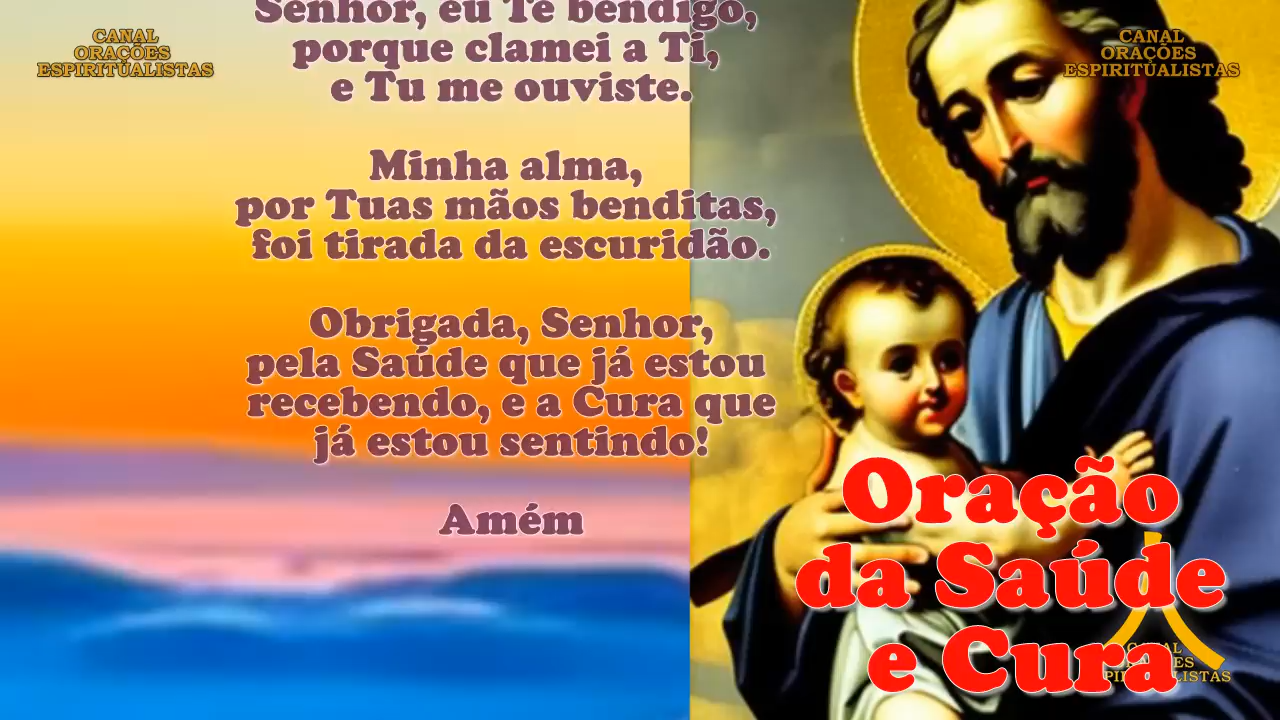 CANAL
ORAÇÕES
ESPIRITUALISTAS
Senhor, eu Te bendigo,
porque clamei a Ti,
e Tu me ouviste.
Minha alma,
por Tuas mãos benditas,
foi tirada da escuridão.
Obrigada, Senhor,
pela Saúde que já estou
recebendo, e a Cura que
já estou sentindo!
Amém
CANAL
ORAÇÕES
ESPIRITUALISTAS
Oração
da Saúde
e Cura